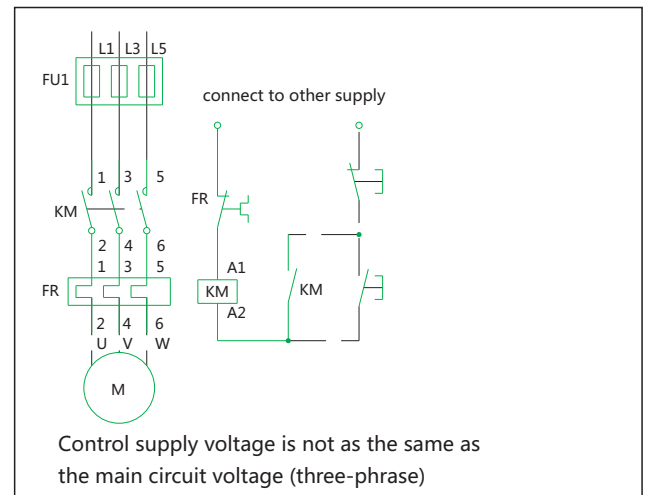 L1 L3 L5
FU1
connect to other supply
1 3 5
FR
KM
2 4 6
1 3 5
A1
FR
KM
KM
A2
2 4 6
U V W
M
Control supply voltage is not as the same as
the main circuit voltage (three-phrase)